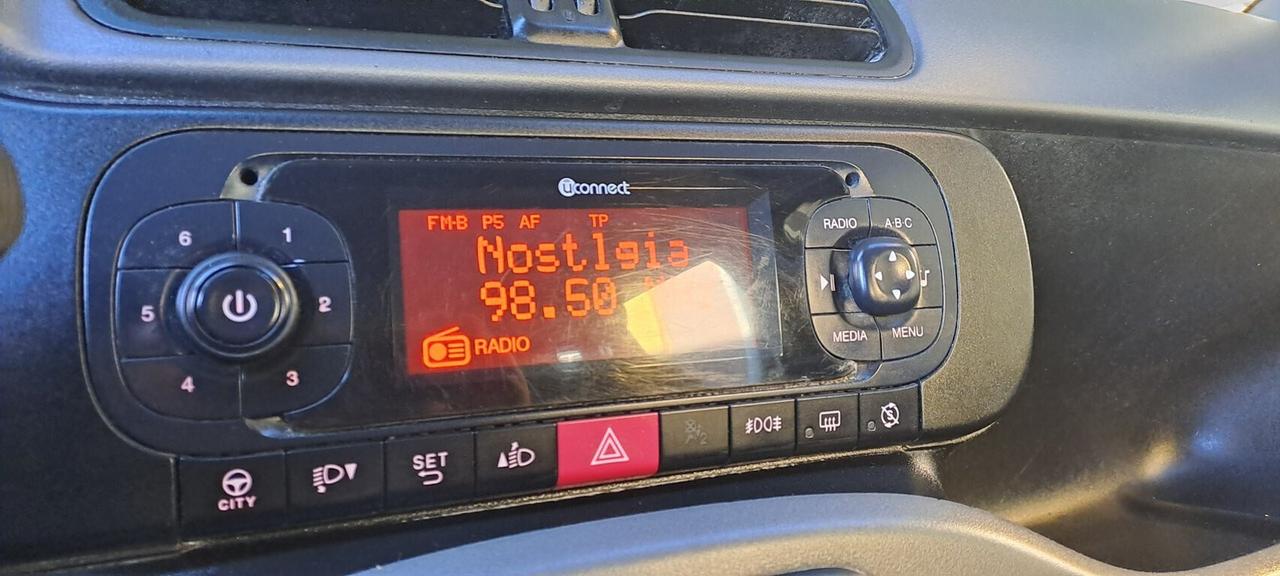 uconnect
FM-B P5 AF TP
Nostlgia
98.50
RADIO
6 1
5 2
4 3
RADIO A·B·C
MEDIA MENU
CITY
SET